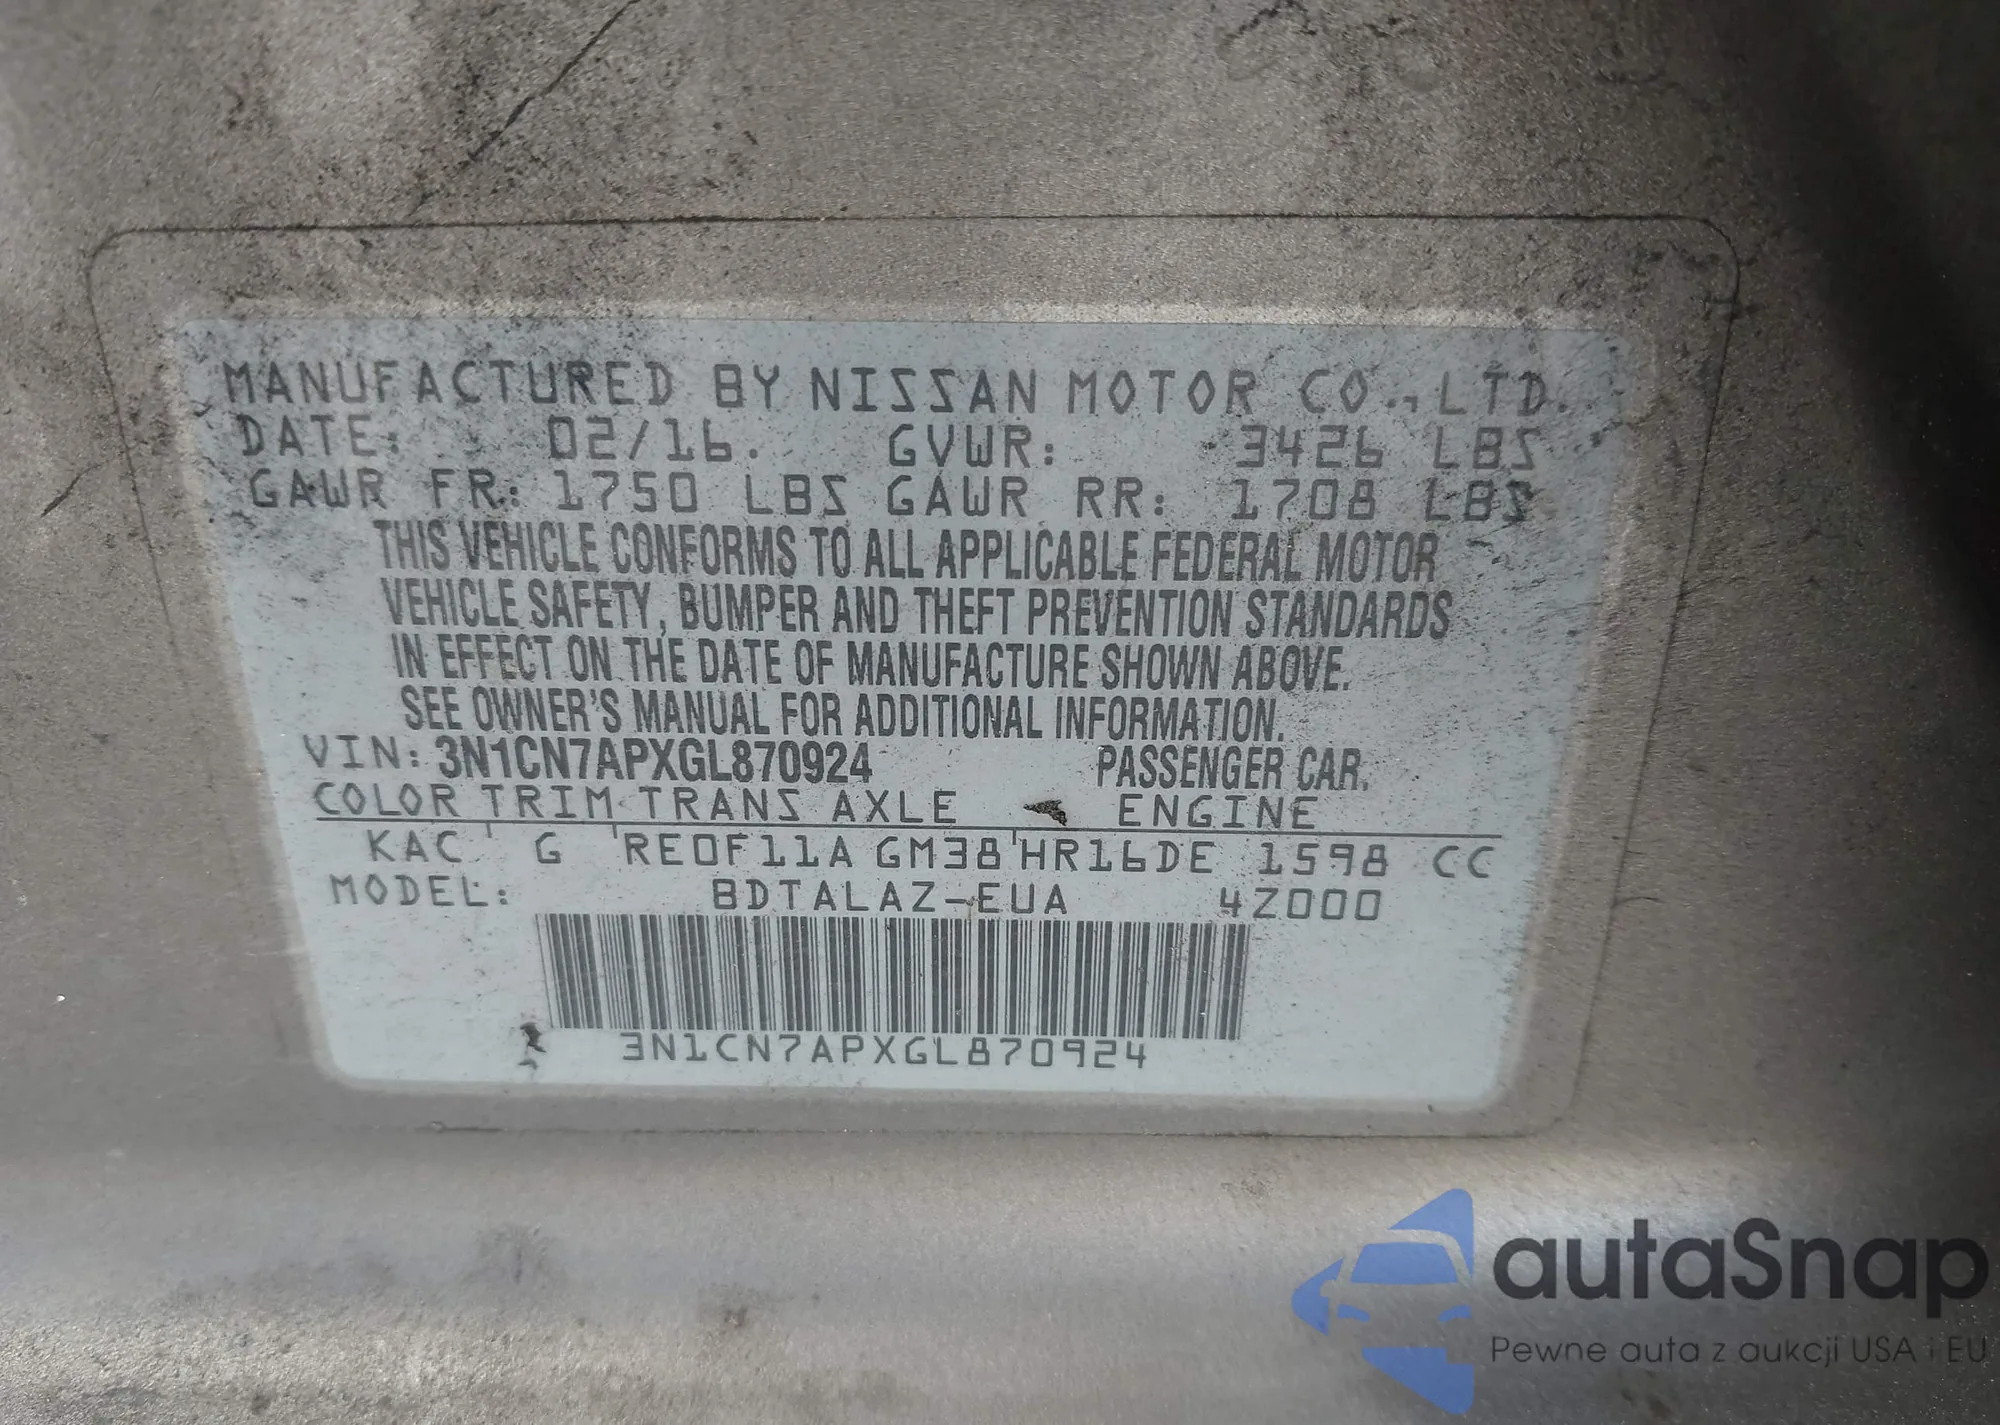 MANUFACTURED BY NISSAN MOTOR CO., LTD.
DATE: 02/16. GVWR: 3426 LBS
GAWR FR: 1750 LBS GAWR RR: 1708 LBS
THIS VEHICLE CONFORMS TO ALL APPLICABLE FEDERAL MOTOR
VEHICLE SAFETY, BUMPER AND THEFT PREVENTION STANDARDS
IN EFFECT ON THE DATE OF MANUFACTURE SHOWN ABOVE.
SEE OWNER'S MANUAL FOR ADDITIONAL INFORMATION.
VIN: 3N1CN7APXGL870924 PASSENGER CAR.
COLOR TRIM TRANS AXLE ENGINE
KAC G RE0F11A GM38 HR16DE 1598 CC
MODEL: BDTALAZ-EUA 4Z000
3N1CN7APXGL870924
autaSnap
Pewne auta z aukcji USA i EU